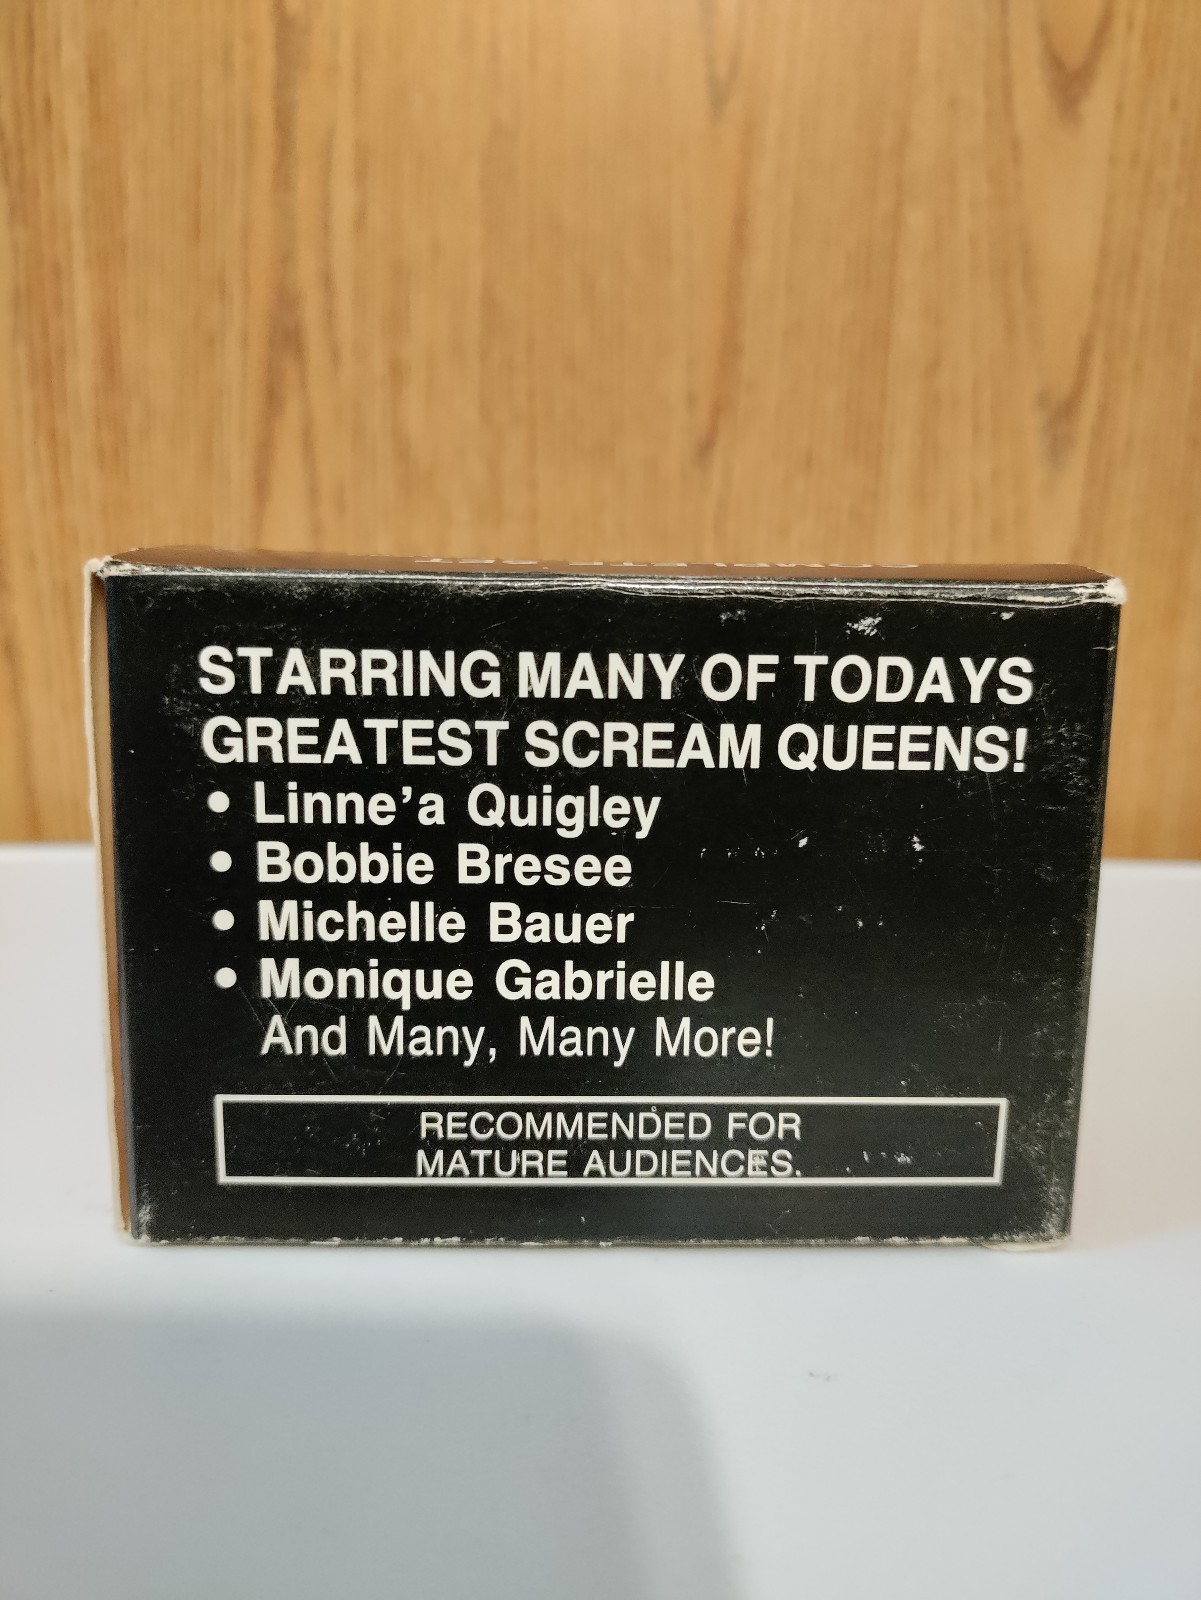 STARRING MANY OF TODAYS
GREATEST SCREAM QUEENS!
• Linne'a Quigley
• Bobbie Bresee
• Michelle Bauer
• Monique Gabrielle
And Many, Many More!
RECOMMENDED FOR
MATURE AUDIENCES.